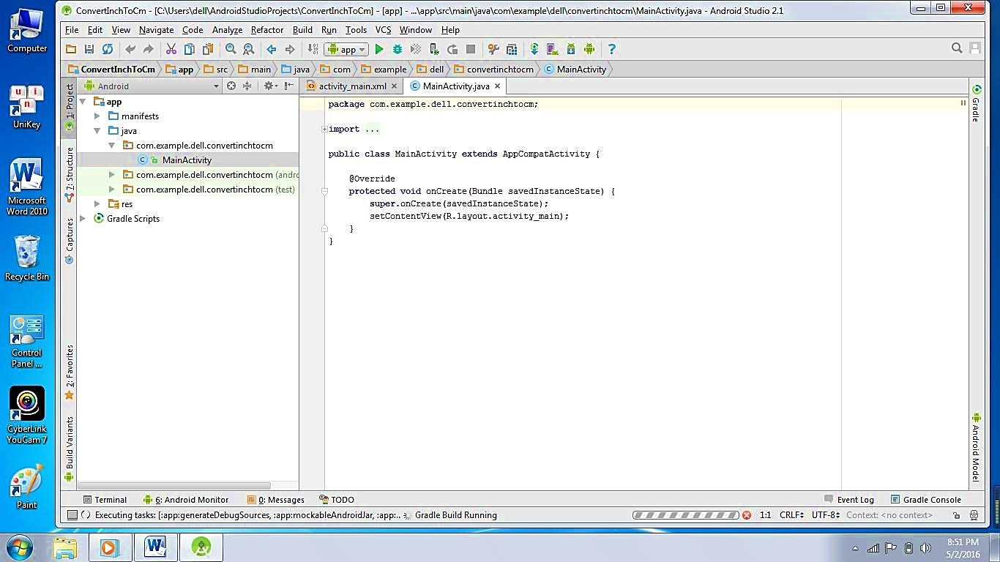 ConvertInchToCm - [C:\Users\dell\AndroidStudioProjects\ConvertInchToCm] - [app] - ...\app\src\main\java\com\example\dell\convertinchtocm\MainActivity.java - Android Studio 2.1
File Edit View Navigate Code Analyze Refactor Build Run Tools VCS Window Help
app
ConvertInchToCm app src main java com example dell convertinchtocm MainActivity
Android
activity_main.xml
MainActivity.java
1: Project
7: Structure
Captures
2: Favorites
Build Variants
app
manifests
java
com.example.dell.convertinchtocm
MainActivity
com.example.dell.convertinchtocm (andro
com.example.dell.convertinchtocm (test)
res
Gradle Scripts
package com.example.dell.convertinchtocm;
import ...
public class MainActivity extends AppCompatActivity {
@Override
protected void onCreate(Bundle savedInstanceState) {
super.onCreate(savedInstanceState);
setContentView(R.layout.activity_main);
}
}
Gradle
Android Model
Terminal 6: Android Monitor 0: Messages TODO Event Log Gradle Console
Executing tasks: [:app:generateDebugSources, :app:mockableAndroidJar, :app:... Gradle Build Running 1:1 CRLF UTF-8 Context: <no context>
Computer
UniKey
Microsoft
Word 2010
Recycle Bin
Control
Panel ...
CyberLink
YouCam 7
Paint
8:51 PM
5/2/2016